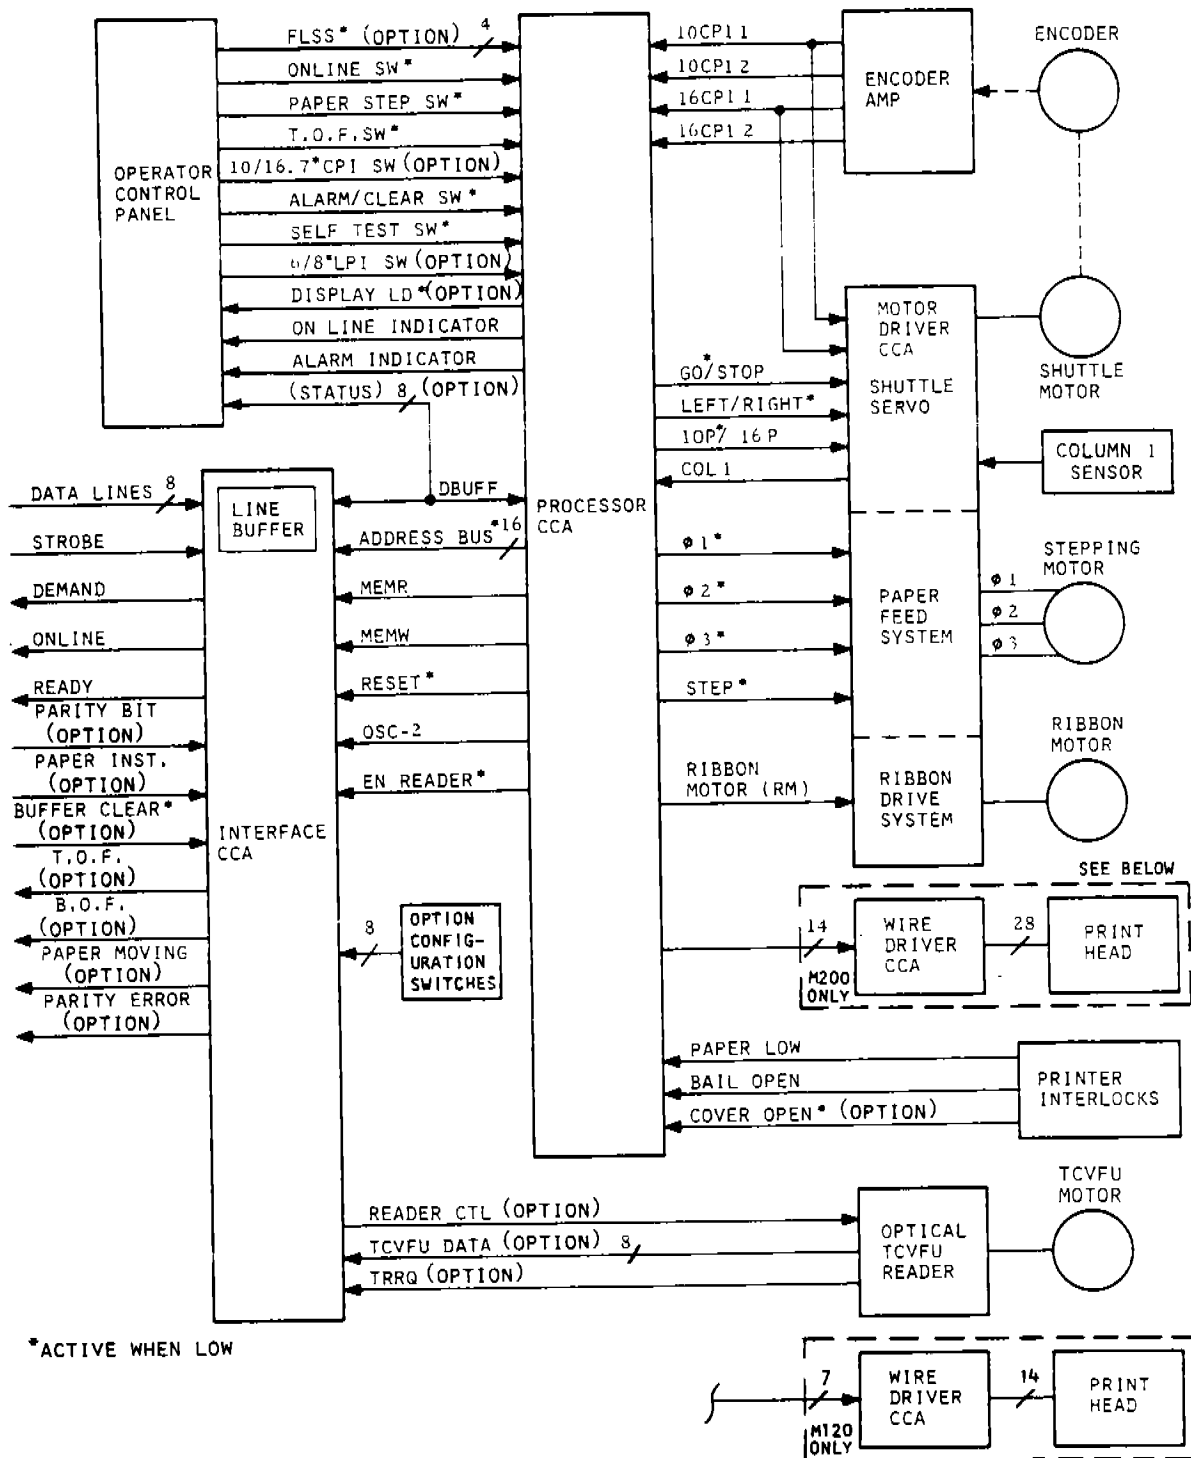 FLSS* (OPTION) 4
ONLINE SW*
PAPER STEP SW*
T.O.F.SW*
10/16.7*CPI SW (OPTION)
ALARM/CLEAR SW*
SELF TEST SW*
6/8*LPI SW (OPTION)
DISPLAY LD*(OPTION)
ON LINE INDICATOR
ALARM INDICATOR
(STATUS) 8 (OPTION)
OPERATOR
CONTROL
PANEL
10CPI 1
10CPI 2
16CPI 1
16CPI 2
ENCODER
AMP
ENCODER
MOTOR
DRIVER
CCA
SHUTTLE
SERVO
SHUTTLE
MOTOR
GO*/STOP
LEFT/RIGHT*
10P*/ 16P
COL 1
COLUMN 1
SENSOR
PROCESSOR
CCA
DATA LINES 8
STROBE
DEMAND
ONLINE
READY
PARITY BIT
(OPTION)
PAPER INST.
(OPTION)
BUFFER CLEAR*
(OPTION)
T.O.F.
(OPTION)
B.O.F.
(OPTION)
PAPER MOVING
(OPTION)
PARITY ERROR
(OPTION)
LINE
BUFFER
INTERFACE
CCA
DBUFF
ADDRESS BUS*16
MEMR
MEMW
RESET*
OSC-2
EN READER*
8
OPTION
CONFIG-
URATION
SWITCHES
ø1*
ø2*
ø3*
STEP*
PAPER
FEED
SYSTEM
STEPPING
MOTOR
ø1
ø2
ø3
RIBBON
MOTOR (RM)
RIBBON
DRIVE
SYSTEM
RIBBON
MOTOR
SEE BELOW
14
M200
ONLY
WIRE
DRIVER
CCA
28
PRINT
HEAD
PAPER LOW
BAIL OPEN
COVER OPEN* (OPTION)
PRINTER
INTERLOCKS
READER CTL (OPTION)
TCVFU DATA (OPTION) 8
TRRQ (OPTION)
OPTICAL
TCVFU
READER
TCVFU
MOTOR
*ACTIVE WHEN LOW
7
M120
ONLY
WIRE
DRIVER
CCA
14
PRINT
HEAD